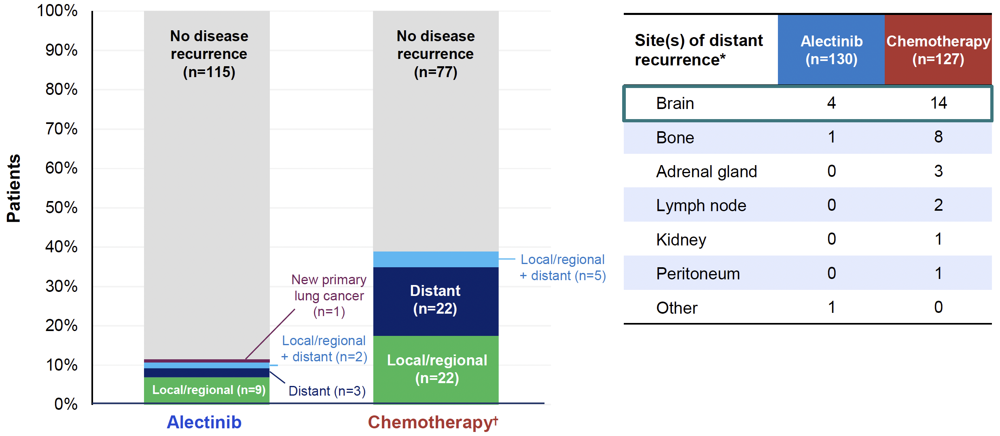 Patients
100%
90%
80%
70%
60%
50%
40%
30%
20%
10%
0%
No disease
recurrence
(n=115)
New primary
lung cancer
(n=1)
Local/regional
+ distant (n=2)
Distant (n=3)
Local/regional (n=9)
Alectinib
No disease
recurrence
(n=77)
Local/regional
+ distant (n=5)
Distant
(n=22)
Local/regional
(n=22)
Chemotherapy†
Site(s) of distant
recurrence*
Alectinib
(n=130)
Chemotherapy
(n=127)
Brain 4 14
Bone 1 8
Adrenal gland 0 3
Lymph node 0 2
Kidney 0 1
Peritoneum 0 1
Other 1 0